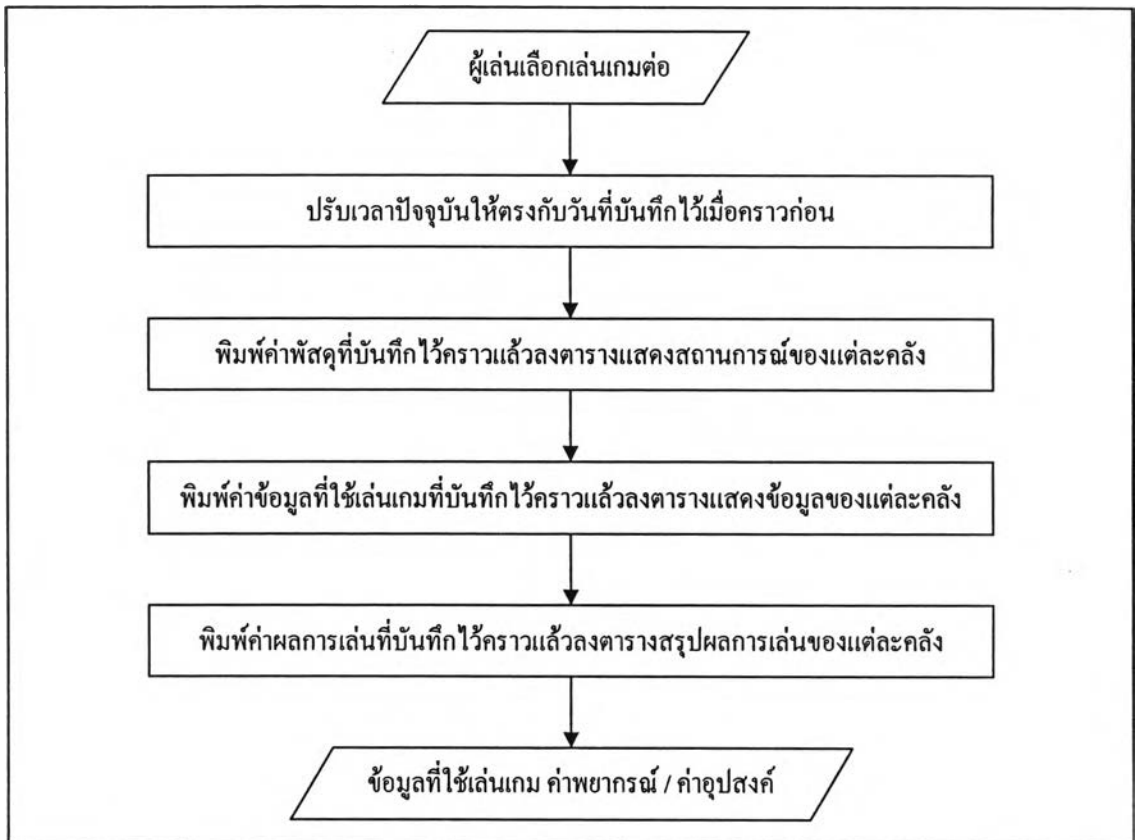 ผู้เล่นเลือกเล่นเกมต่อ
ปรับเวลาปัจจุบันให้ตรงกับวันที่บันทึกไว้เมื่อคราวก่อน
พิมพ์ค่าพัสดุที่บันทึกไว้คราวแล้วลงตารางแสดงสถานการณ์ของแต่ละคลัง
พิมพ์ค่าข้อมูลที่ใช้เล่นเกมที่บันทึกไว้คราวแล้วลงตารางแสดงข้อมูลของแต่ละคลัง
พิมพ์ค่าผลการเล่นที่บันทึกไว้คราวแล้วลงตารางสรุปผลการเล่นของแต่ละคลัง
ข้อมูลที่ใช้เล่นเกม ค่าพยากรณ์ / ค่าอุปสงค์